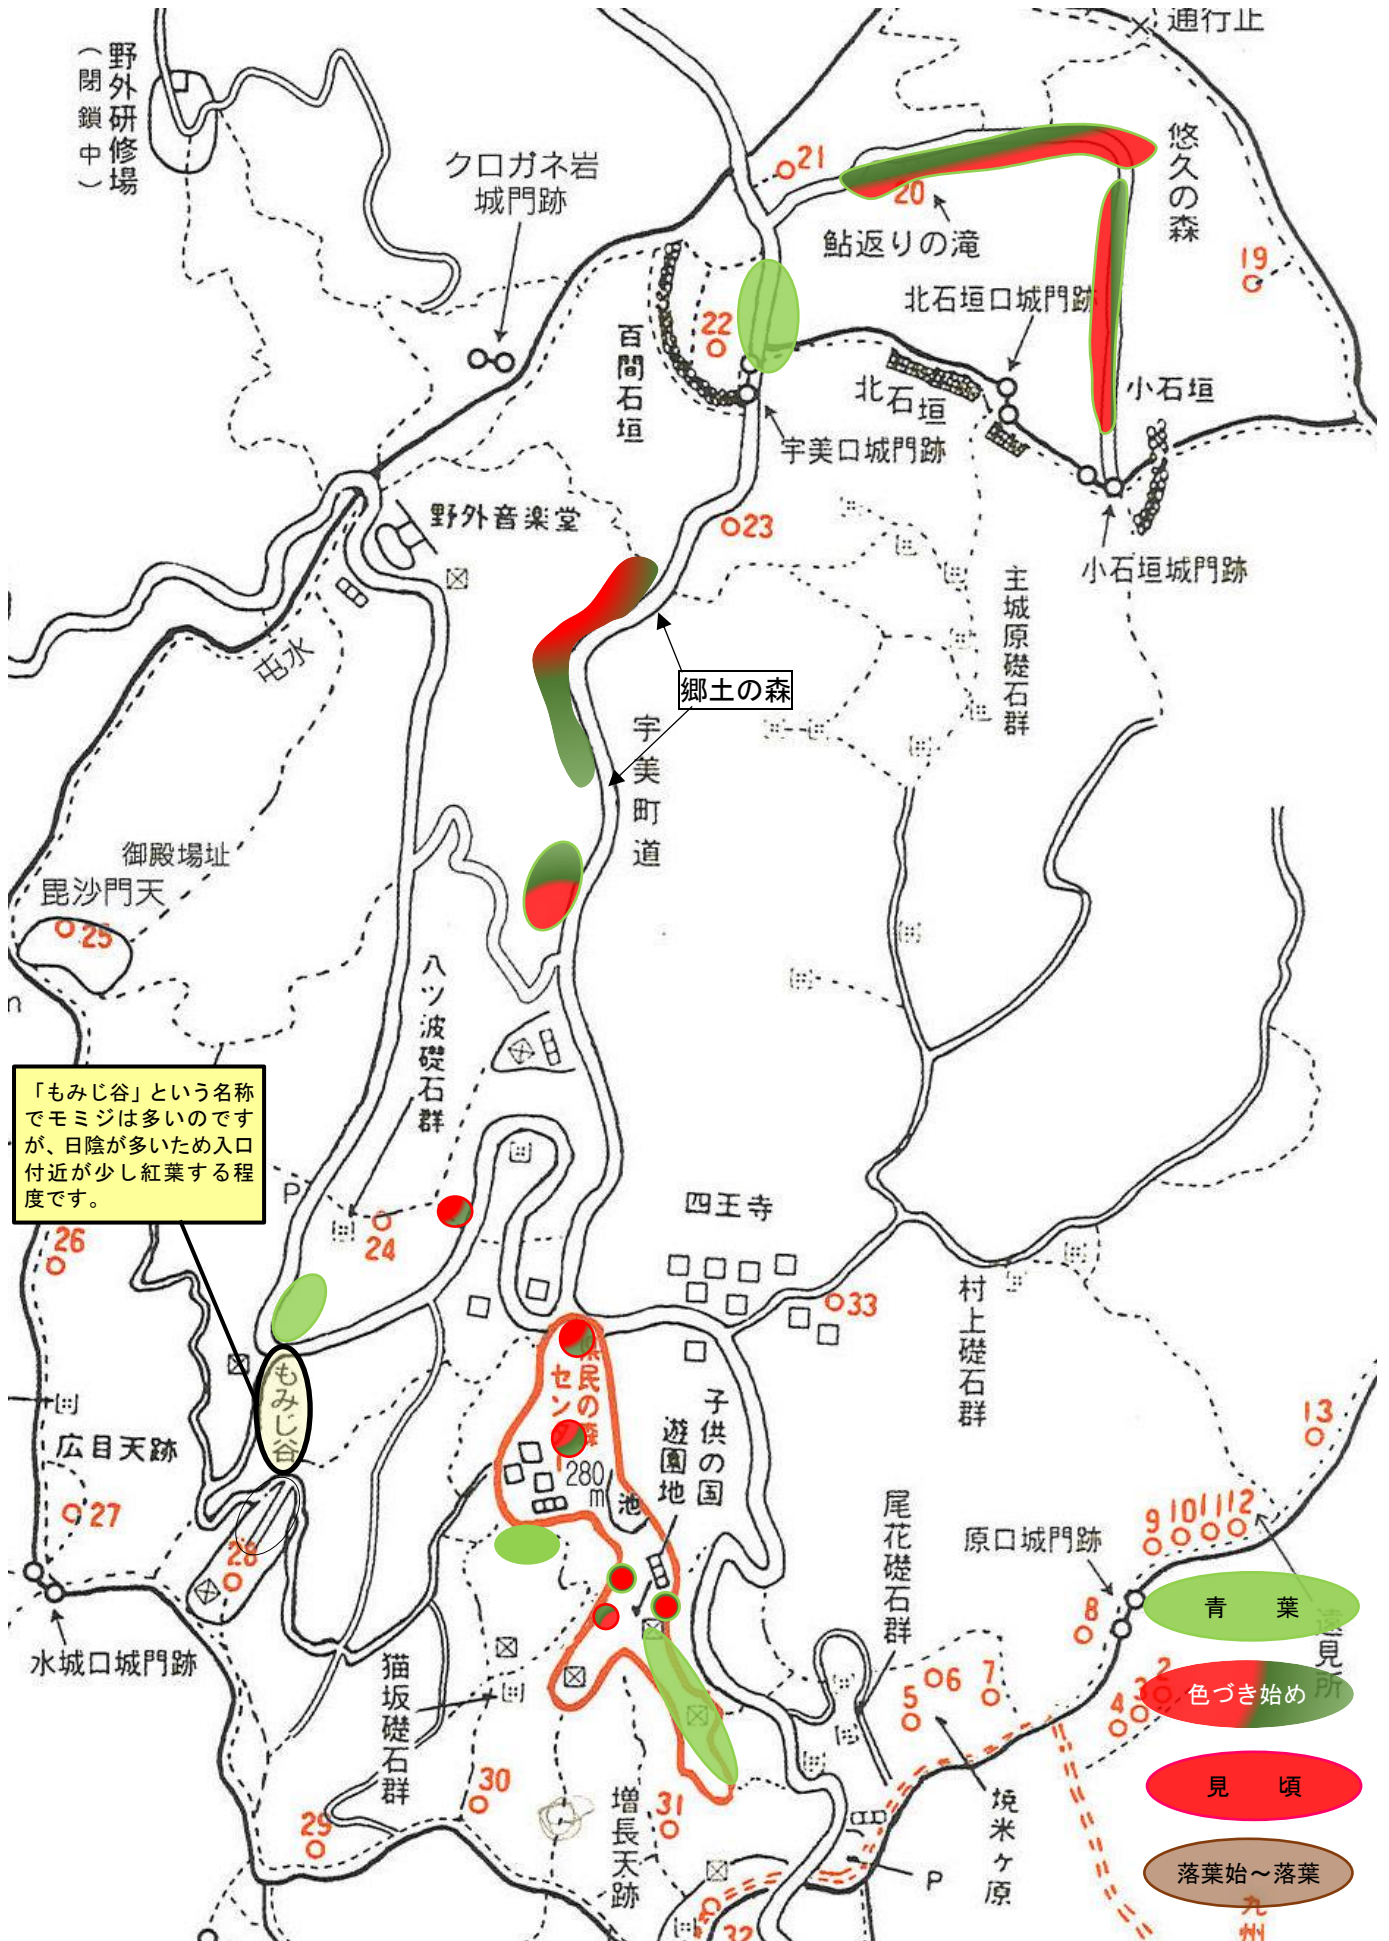 通行止
野外研修場
（閉鎖中）
クロガネ岩
城門跡
21
20
鮎返りの滝
悠久の森
19
北石垣口城門跡
22
百間石垣
北石垣
小石垣
宇美口城門跡
野外音楽堂
23
小石垣城門跡
主城原礎石群
屯水
郷土の森
宇美町道
御殿場址
毘沙門天
25
八ツ波礎石群
「もみじ谷」という名称
でモミジは多いのです
が、日陰が多いため入口
付近が少し紅葉する程
度です。
P
24
四王寺
26
33
村上礎石群
もみじ谷
県民の森
センター
280
m
池
子供の国
遊園地
広目天跡
27
28
13
尾花礎石群
原口城門跡
9 10 11 12
8
青　葉
遠見所
水城口城門跡
猫坂礎石群
5
6
7
4
3
2
色づき始め
30
29
増長天跡
31
焼米ヶ原
見　頃
落葉始～落葉
P
32
九